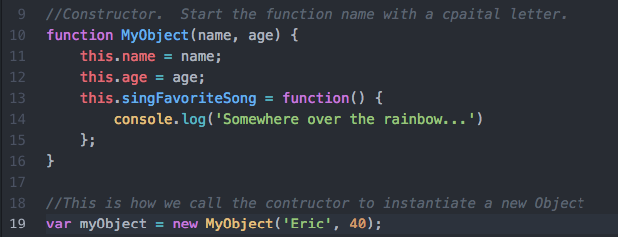 9 //Constructor.  Start the function name with a cpaital letter.
10 function MyObject(name, age) {
11     this.name = name;
12     this.age = age;
13     this.singFavoriteSong = function() {
14         console.log('Somewhere over the rainbow...')
15     };
16 }
17
18 //This is how we call the contructor to instantiate a new Object
19 var myObject = new MyObject('Eric', 40);